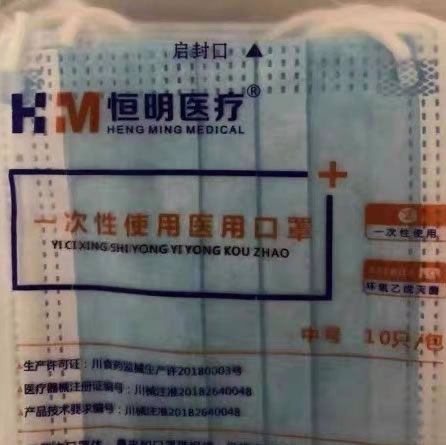 启封口
HM 恒明医疗®
HENG MING MEDICAL
一次性使用医用口罩
YI CI XING SHI YONG YI YONG KOU ZHAO
一次性使用
环氧乙烷灭菌
中号 10只/包
生产许可证：川食药监械生产许20180003号
医疗器械注册证编号：川械注准20182640048
产品技术要求编号：川械注准20182640048